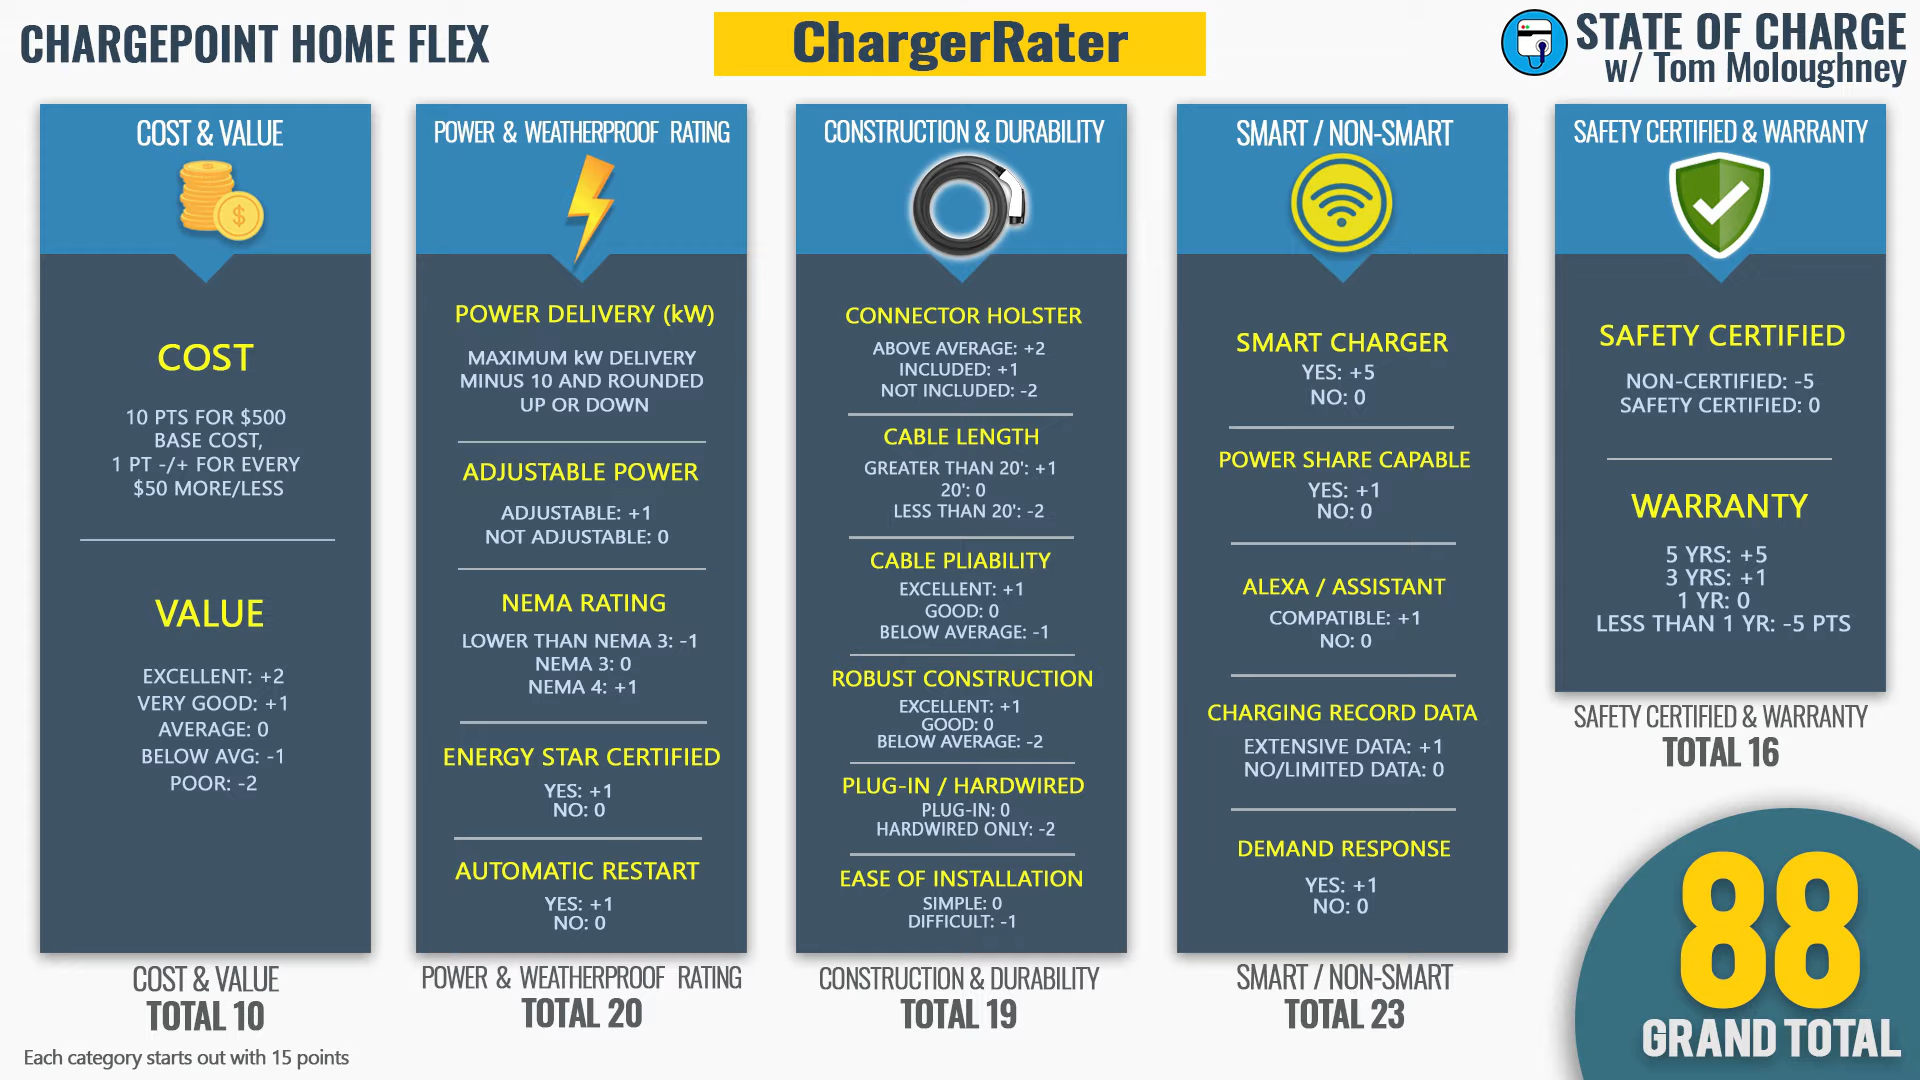 CHARGEPOINT HOME FLEX
ChargerRater
STATE OF CHARGE
w/ Tom Moloughney
COST & VALUE
$
COST
10 PTS FOR $500
BASE COST,
1 PT -/+ FOR EVERY
$50 MORE/LESS
VALUE
EXCELLENT: +2
VERY GOOD: +1
AVERAGE: 0
BELOW AVG: -1
POOR: -2
COST & VALUE
TOTAL 10
POWER & WEATHERPROOF RATING
POWER DELIVERY (kW)
MAXIMUM kW DELIVERY
MINUS 10 AND ROUNDED
UP OR DOWN
ADJUSTABLE POWER
ADJUSTABLE: +1
NOT ADJUSTABLE: 0
NEMA RATING
LOWER THAN NEMA 3: -1
NEMA 3: 0
NEMA 4: +1
ENERGY STAR CERTIFIED
YES: +1
NO: 0
AUTOMATIC RESTART
YES: +1
NO: 0
POWER & WEATHERPROOF RATING
TOTAL 20
CONSTRUCTION & DURABILITY
CONNECTOR HOLSTER
ABOVE AVERAGE: +2
INCLUDED: +1
NOT INCLUDED: -2
CABLE LENGTH
GREATER THAN 20': +1
20': 0
LESS THAN 20': -2
CABLE PLIABILITY
EXCELLENT: +1
GOOD: 0
BELOW AVERAGE: -1
ROBUST CONSTRUCTION
EXCELLENT: +1
GOOD: 0
BELOW AVERAGE: -2
PLUG-IN / HARDWIRED
PLUG-IN: 0
HARDWIRED ONLY: -2
EASE OF INSTALLATION
SIMPLE: 0
DIFFICULT: -1
CONSTRUCTION & DURABILITY
TOTAL 19
SMART / NON-SMART
SMART CHARGER
YES: +5
NO: 0
POWER SHARE CAPABLE
YES: +1
NO: 0
ALEXA / ASSISTANT
COMPATIBLE: +1
NO: 0
CHARGING RECORD DATA
EXTENSIVE DATA: +1
NO/LIMITED DATA: 0
DEMAND RESPONSE
YES: +1
NO: 0
SMART / NON-SMART
TOTAL 23
SAFETY CERTIFIED & WARRANTY
SAFETY CERTIFIED
NON-CERTIFIED: -5
SAFETY CERTIFIED: 0
WARRANTY
5 YRS: +5
3 YRS: +1
1 YR: 0
LESS THAN 1 YR: -5 PTS
SAFETY CERTIFIED & WARRANTY
TOTAL 16
88
GRAND TOTAL
Each category starts out with 15 points